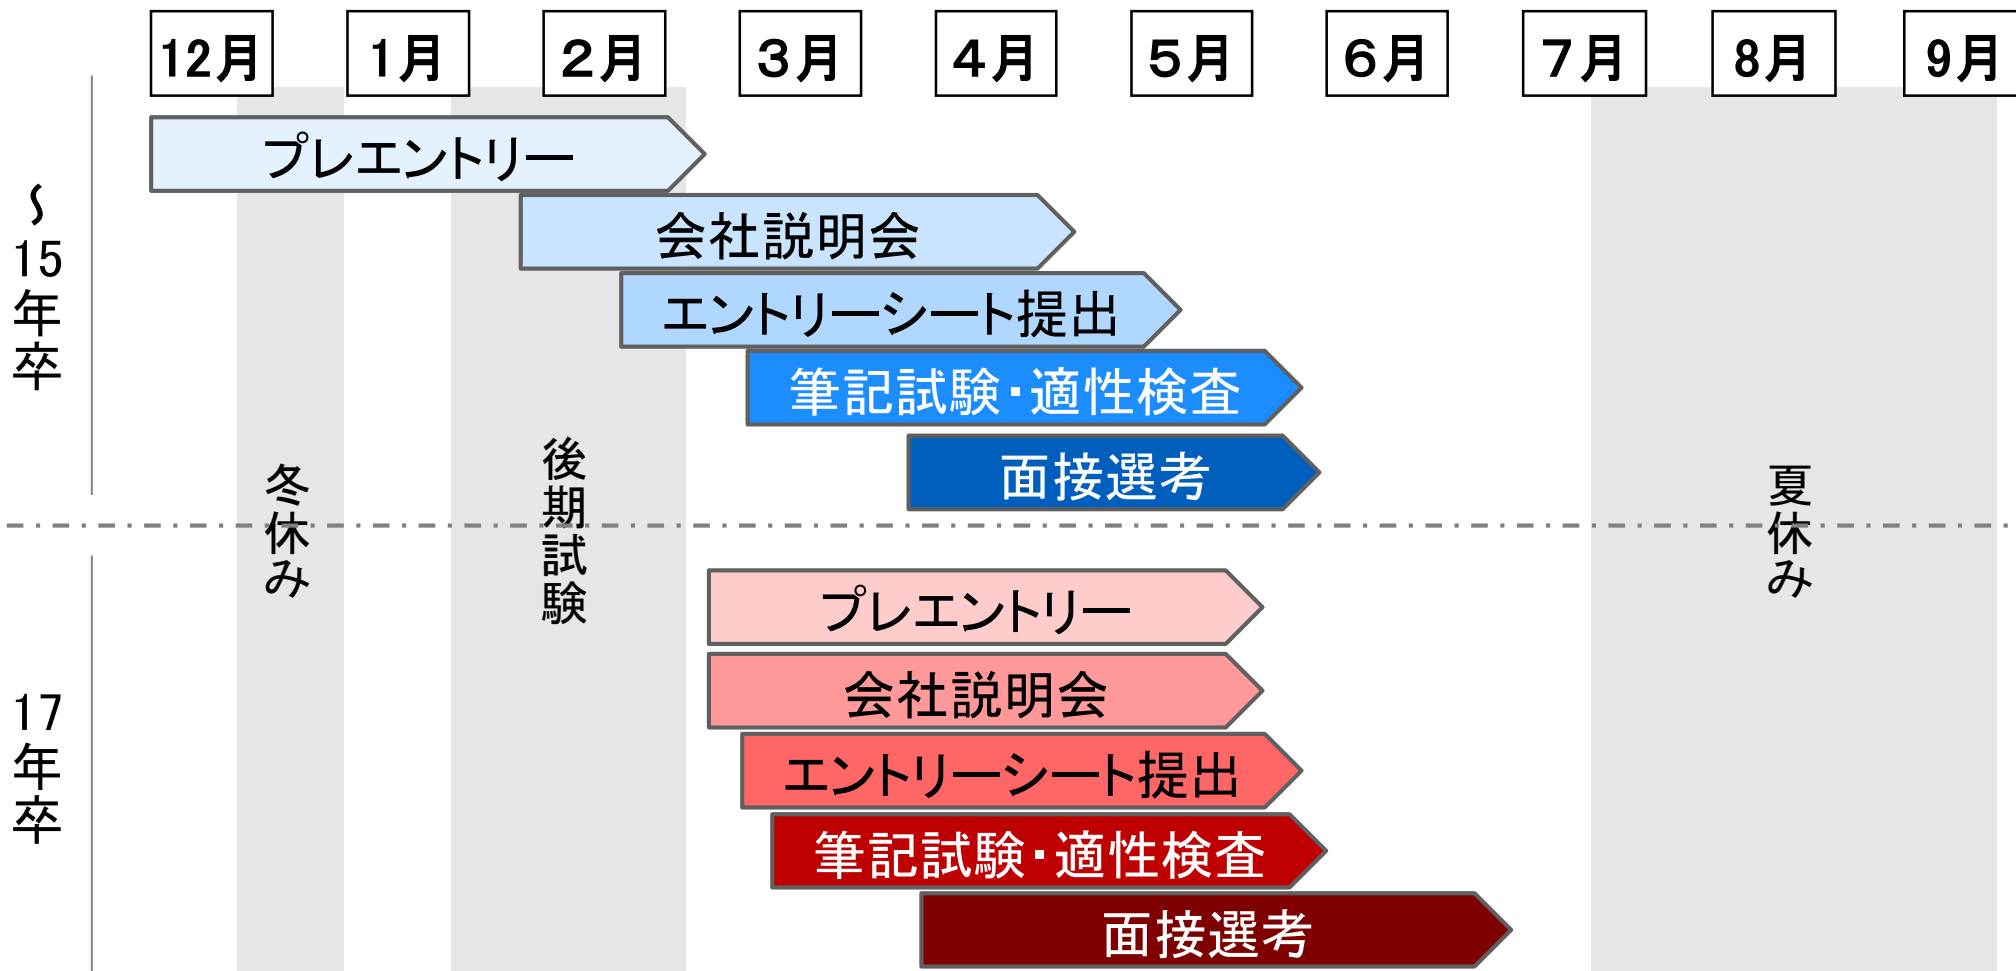 12月 1月 2月 3月 4月 5月 6月 7月 8月 9月
～15年卒
プレエントリー
会社説明会
エントリーシート提出
筆記試験・適性検査
面接選考
冬休み
後期試験
夏休み
17年卒
プレエントリー
会社説明会
エントリーシート提出
筆記試験・適性検査
面接選考